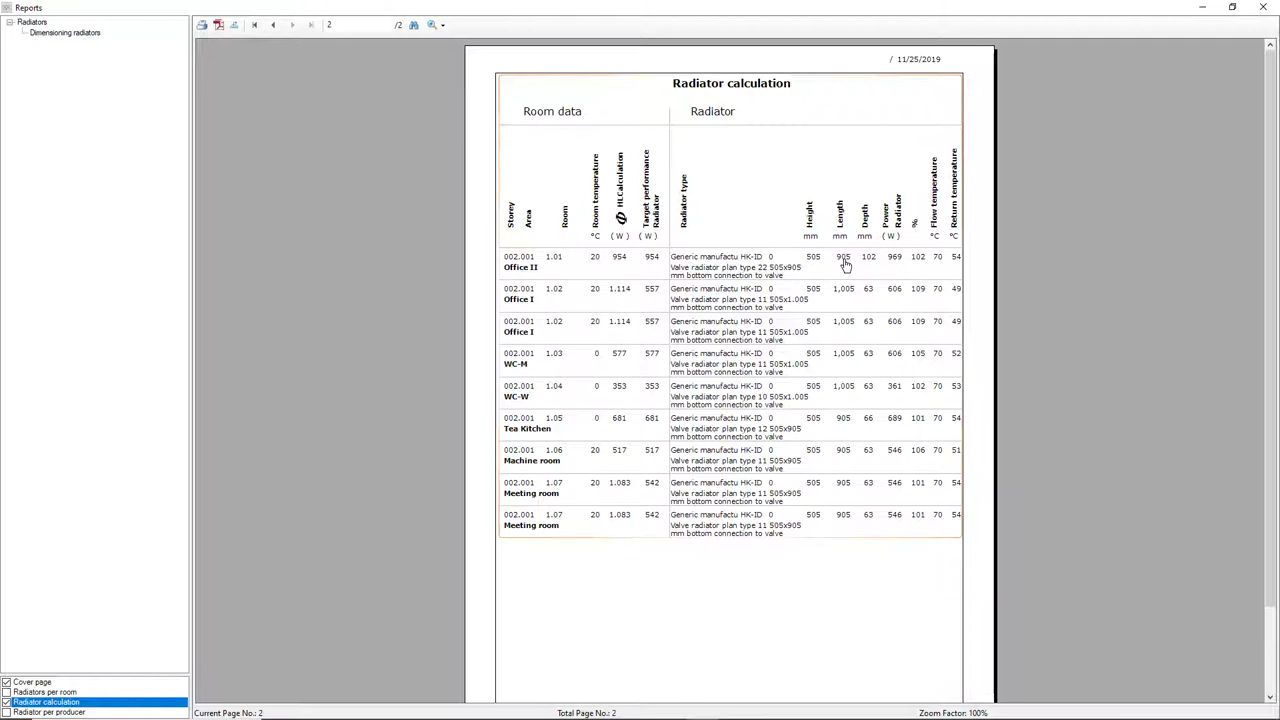 Reports
Radiators
Dimensioning radiators
2 /2
/ 11/25/2019
Radiator calculation
Room data Radiator
Storey Area Room Room temperature Φ HLCalculation Target performance Radiator Radiator type Height Length Depth Power Radiator % Flow temperature Return temperature
°C ( W ) ( W ) mm mm mm ( W ) °C °C
002.001 1.01 20 954 954 Generic manufactu HK-ID 0 505 905 102 969 102 70 54
Office II Valve radiator plan type 22 505x905
mm bottom connection to valve
002.001 1.02 20 1.114 557 Generic manufactu HK-ID 0 505 1,005 63 606 109 70 49
Office I Valve radiator plan type 11 505x1.005
mm bottom connection to valve
002.001 1.02 20 1.114 557 Generic manufactu HK-ID 0 505 1,005 63 606 109 70 49
Office I Valve radiator plan type 11 505x1.005
mm bottom connection to valve
002.001 1.03 0 577 577 Generic manufactu HK-ID 0 505 1,005 63 606 105 70 52
WC-M Valve radiator plan type 11 505x1.005
mm bottom connection to valve
002.001 1.04 0 353 353 Generic manufactu HK-ID 0 505 1,005 63 361 102 70 53
WC-W Valve radiator plan type 10 505x1.005
mm bottom connection to valve
002.001 1.05 0 681 681 Generic manufactu HK-ID 0 505 905 66 689 101 70 54
Tea Kitchen Valve radiator plan type 12 505x905
mm bottom connection to valve
002.001 1.06 20 517 517 Generic manufactu HK-ID 0 505 905 63 546 106 70 51
Machine room Valve radiator plan type 11 505x905
mm bottom connection to valve
002.001 1.07 20 1.083 542 Generic manufactu HK-ID 0 505 905 63 546 101 70 54
Meeting room Valve radiator plan type 11 505x905
mm bottom connection to valve
002.001 1.07 20 1.083 542 Generic manufactu HK-ID 0 505 905 63 546 101 70 54
Meeting room Valve radiator plan type 11 505x905
mm bottom connection to valve
Cover page
Radiators per room
Radiator calculation
Radiator per producer
Current Page No.: 2 Total Page No.: 2 Zoom Factor: 100%